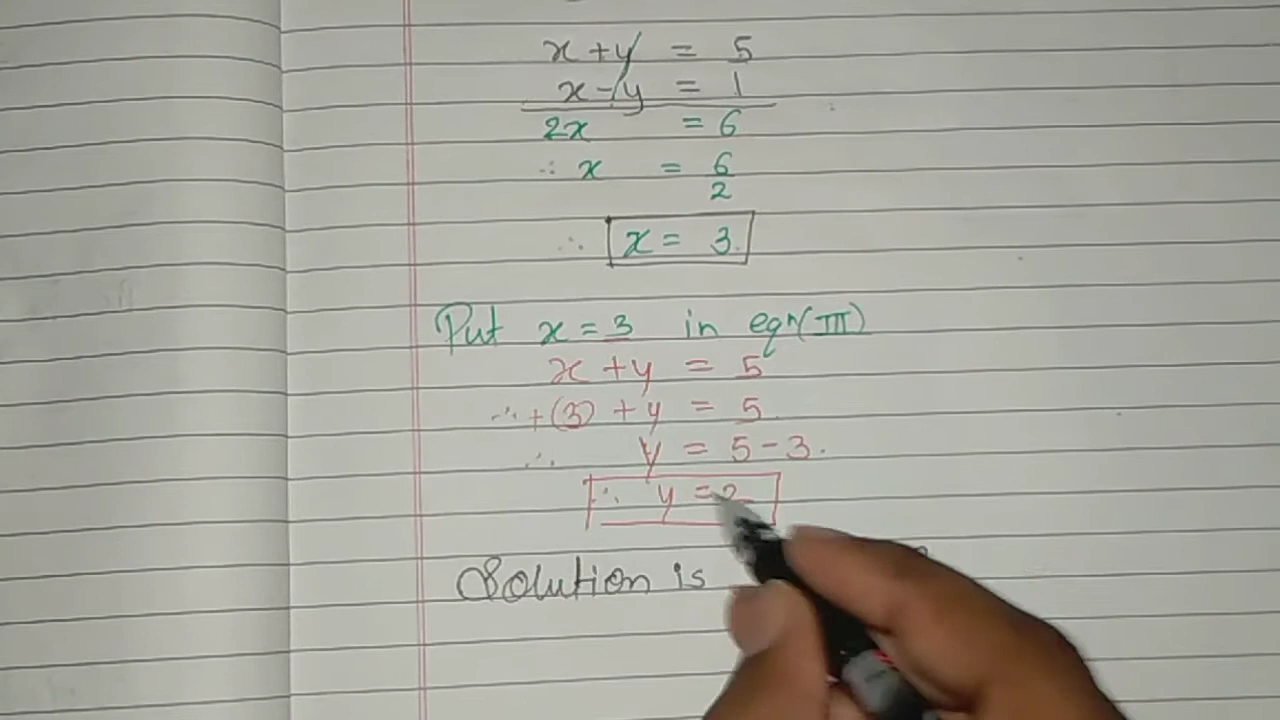 x + y = 5
x - y = 1
2x = 6
∴ x = 6/2
∴ x = 3.
Put x = 3 in eqn (III)
x + y = 5
∴ +(3) + y = 5.
∴ y = 5 - 3.
∴ y = 2
Solution is